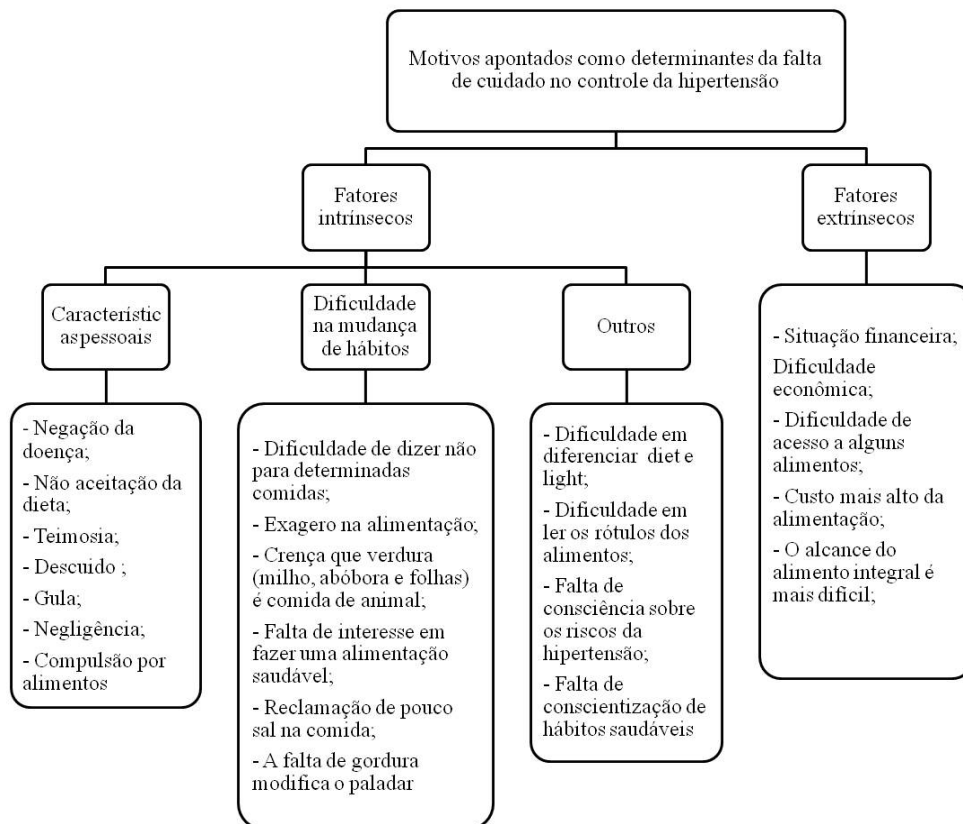 Motivos apontados como determinantes da falta
de cuidado no controle da hipertensão
Fatores
intrínsecos
Fatores
extrínsecos
Característic
aspessoais
Dificuldade
na mudança
de hábitos
Outros
- Negação da
doença;
- Não aceitação da
dieta;
- Teimosia;
- Descuido ;
- Gula;
- Negligência;
- Compulsão por
alimentos
- Dificuldade de dizer não
para determinadas
comidas;
- Exagero na alimentação;
- Crença que verdura
(milho, abóbora e folhas)
é comida de animal;
- Falta de interesse em
fazer uma alimentação
saudável;
- Reclamação de pouco
sal na comida;
- A falta de gordura
modifica o paladar
- Dificuldade em
diferenciar diet e
light;
- Dificuldade em
ler os rótulos dos
alimentos;
- Falta de
consciência sobre
os riscos da
hipertensão;
- Falta de
conscientização de
hábitos saudáveis
- Situação financeira;
Dificuldade
econômica;
- Dificuldade de
acesso a alguns
alimentos;
- Custo mais alto da
alimentação;
- O alcance do
alimento integral é
mais dificil;